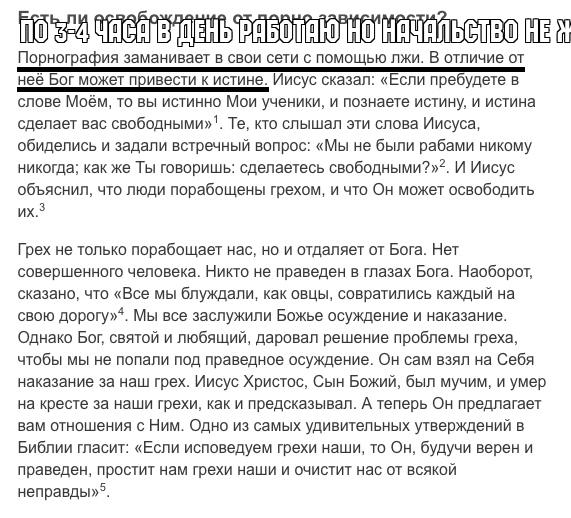 Есть ли освобождение от порно зависимости?
ПО 3-4 ЧАСА В ДЕНЬ РАБОТАЮ НО НАЧАЛЬСТВО НЕ Ж
Порнография заманивает в свои сети с помощью лжи. В отличие от
неё Бог может привести к истине. Иисус сказал: «Если пребудете в
слове Моём, то вы истинно Мои ученики, и познаете истину, и истина
сделает вас свободными»1. Те, кто слышал эти слова Иисуса,
обиделись и задали встречный вопрос: «Мы не были рабами никому
никогда; как же Ты говоришь: сделаетесь свободными?»2. И Иисус
объяснил, что люди порабощены грехом, и что Он может освободить
их.3
Грех не только порабощает нас, но и отдаляет от Бога. Нет
совершенного человека. Никто не праведен в глазах Бога. Наоборот,
сказано, что «Все мы блуждали, как овцы, совратились каждый на
свою дорогу»4. Мы все заслужили Божье осуждение и наказание.
Однако Бог, святой и любящий, даровал решение проблемы греха,
чтобы мы не попали под праведное осуждение. Он сам взял на Себя
наказание за наш грех. Иисус Христос, Сын Божий, был мучим, и умер
на кресте за наши грехи, как и предсказывал. А теперь Он предлагает
вам отношения с Ним. Одно из самых удивительных утверждений в
Библии гласит: «Если исповедуем грехи наши, то Он, будучи верен и
праведен, простит нам грехи наши и очистит нас от всякой
неправды»5.